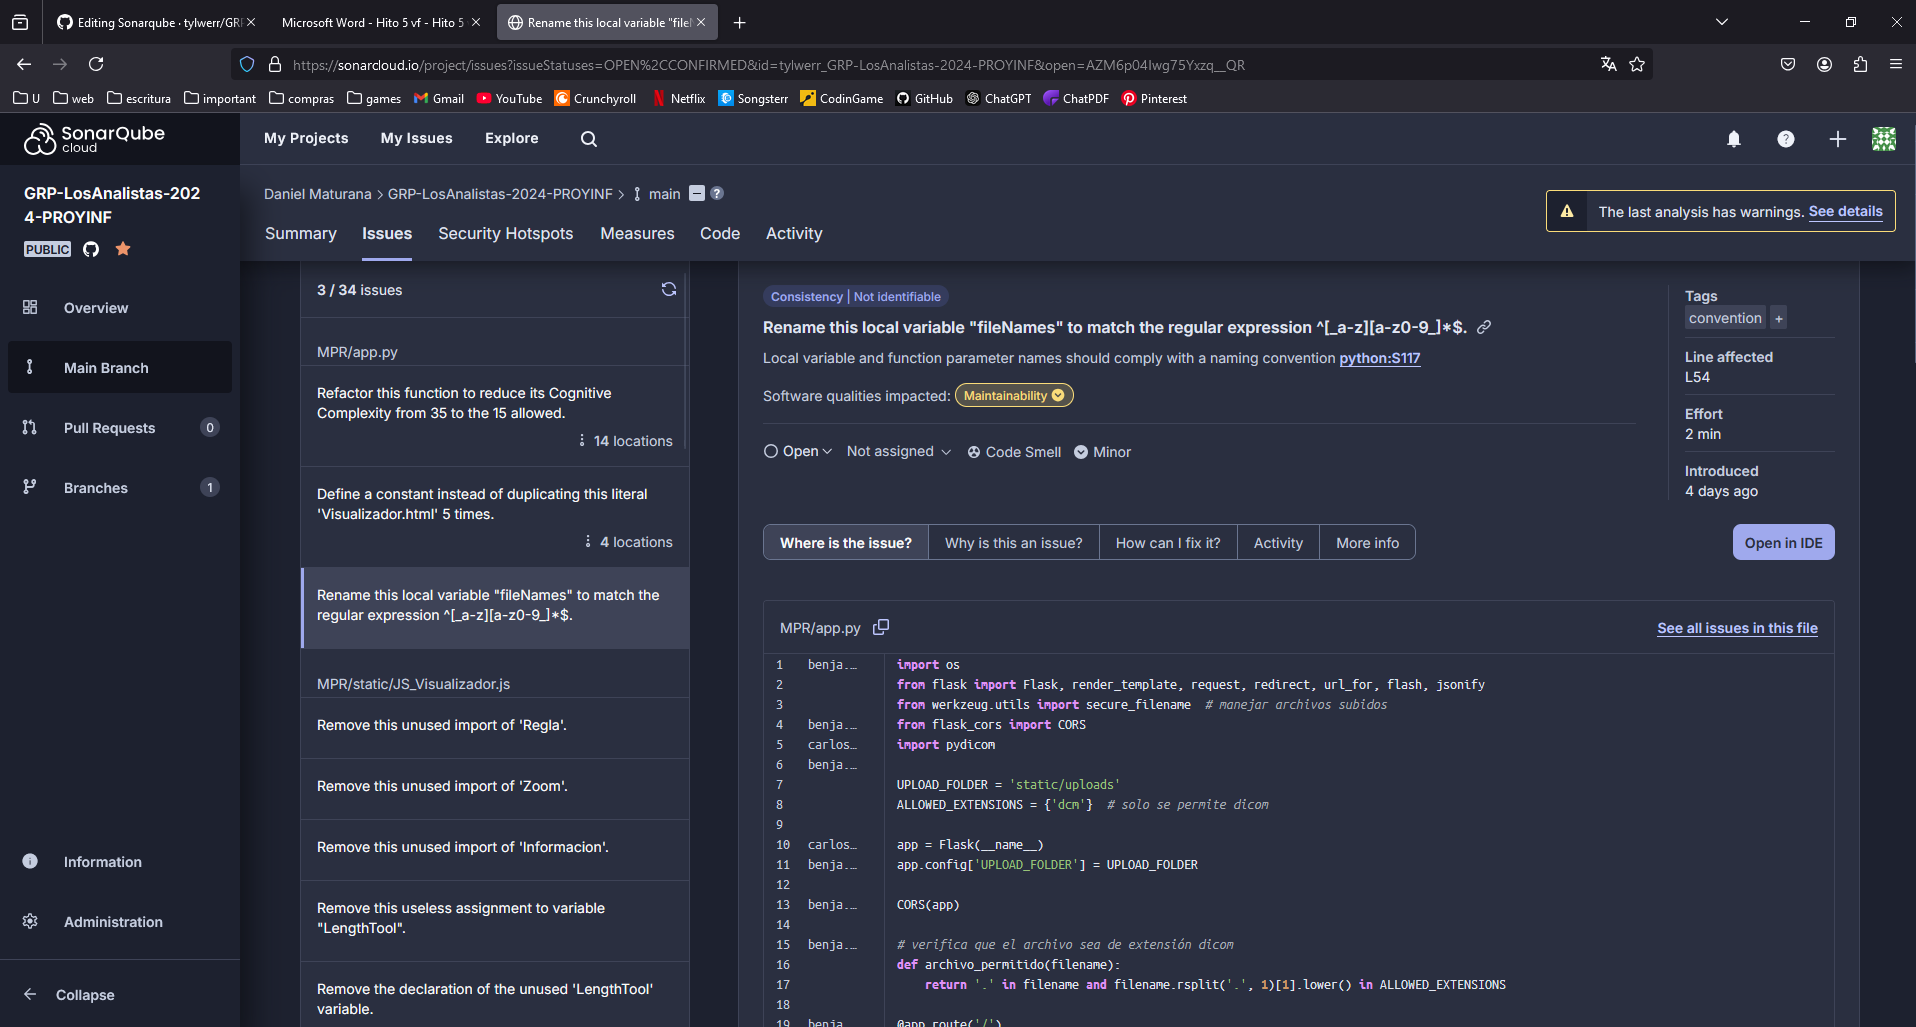 Editing Sonarqube · tylwerr/GRF
Microsoft Word - Hito 5 vf - Hito 5
Rename this local variable "fileN
https://sonarcloud.io/project/issues?issueStatuses=OPEN%2CCONFIRMED&id=tylwerr_GRP-LosAnalistas-2024-PROYINF&open=AZM6p04Iwg75Yxzq__QR
U web escritura important compras games Gmail YouTube Crunchyroll Netflix Songsterr CodinGame GitHub ChatGPT ChatPDF Pinterest
SonarQube
cloud
My Projects My Issues Explore
GRP-LosAnalistas-202
4-PROYINF
PUBLIC
Overview
Main Branch
Pull Requests 0
Branches 1
Information
Administration
Collapse
Daniel Maturana > GRP-LosAnalistas-2024-PROYINF > main
Summary Issues Security Hotspots Measures Code Activity
The last analysis has warnings. See details
3 / 34 issues
MPR/app.py
Refactor this function to reduce its Cognitive
Complexity from 35 to the 15 allowed.
14 locations
Define a constant instead of duplicating this literal
'Visualizador.html' 5 times.
4 locations
Rename this local variable "fileNames" to match the
regular expression ^[_a-z][a-z0-9_]*$.
MPR/static/JS_Visualizador.js
Remove this unused import of 'Regla'.
Remove this unused import of 'Zoom'.
Remove this unused import of 'Informacion'.
Remove this useless assignment to variable
"LengthTool".
Remove the declaration of the unused 'LengthTool'
variable.
Consistency | Not identifiable
Rename this local variable "fileNames" to match the regular expression ^[_a-z][a-z0-9_]*$.
Local variable and function parameter names should comply with a naming convention python:S117
Software qualities impacted: Maintainability
Open Not assigned Code Smell Minor
Tags
convention +
Line affected
L54
Effort
2 min
Introduced
4 days ago
Where is the issue? Why is this an issue? How can I fix it? Activity More info
Open in IDE
MPR/app.py
See all issues in this file
1 benja.… import os
2 from flask import Flask, render_template, request, redirect, url_for, flash, jsonify
3 from werkzeug.utils import secure_filename # manejar archivos subidos
4 benja.… from flask_cors import CORS
5 carlos… import pydicom
6 benja.…
7 UPLOAD_FOLDER = 'static/uploads'
8 ALLOWED_EXTENSIONS = {'dcm'} # solo se permite dicom
9
10 carlos… app = Flask(__name__)
11 benja.… app.config['UPLOAD_FOLDER'] = UPLOAD_FOLDER
12
13 benja.… CORS(app)
14
15 benja.… # verifica que el archivo sea de extensión dicom
16 def archivo_permitido(filename):
17 return '.' in filename and filename.rsplit('.', 1)[1].lower() in ALLOWED_EXTENSIONS
18
19 benja.… @app.route('/')